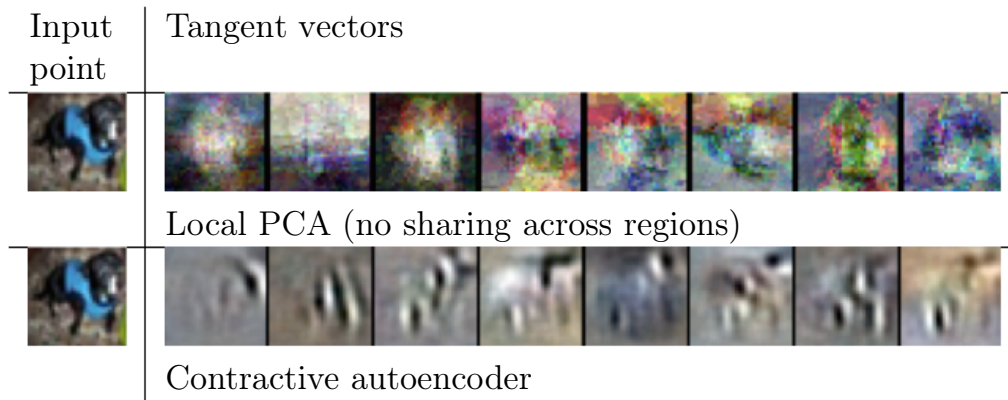 Input
point
Tangent vectors
Local PCA (no sharing across regions)
Contractive autoencoder